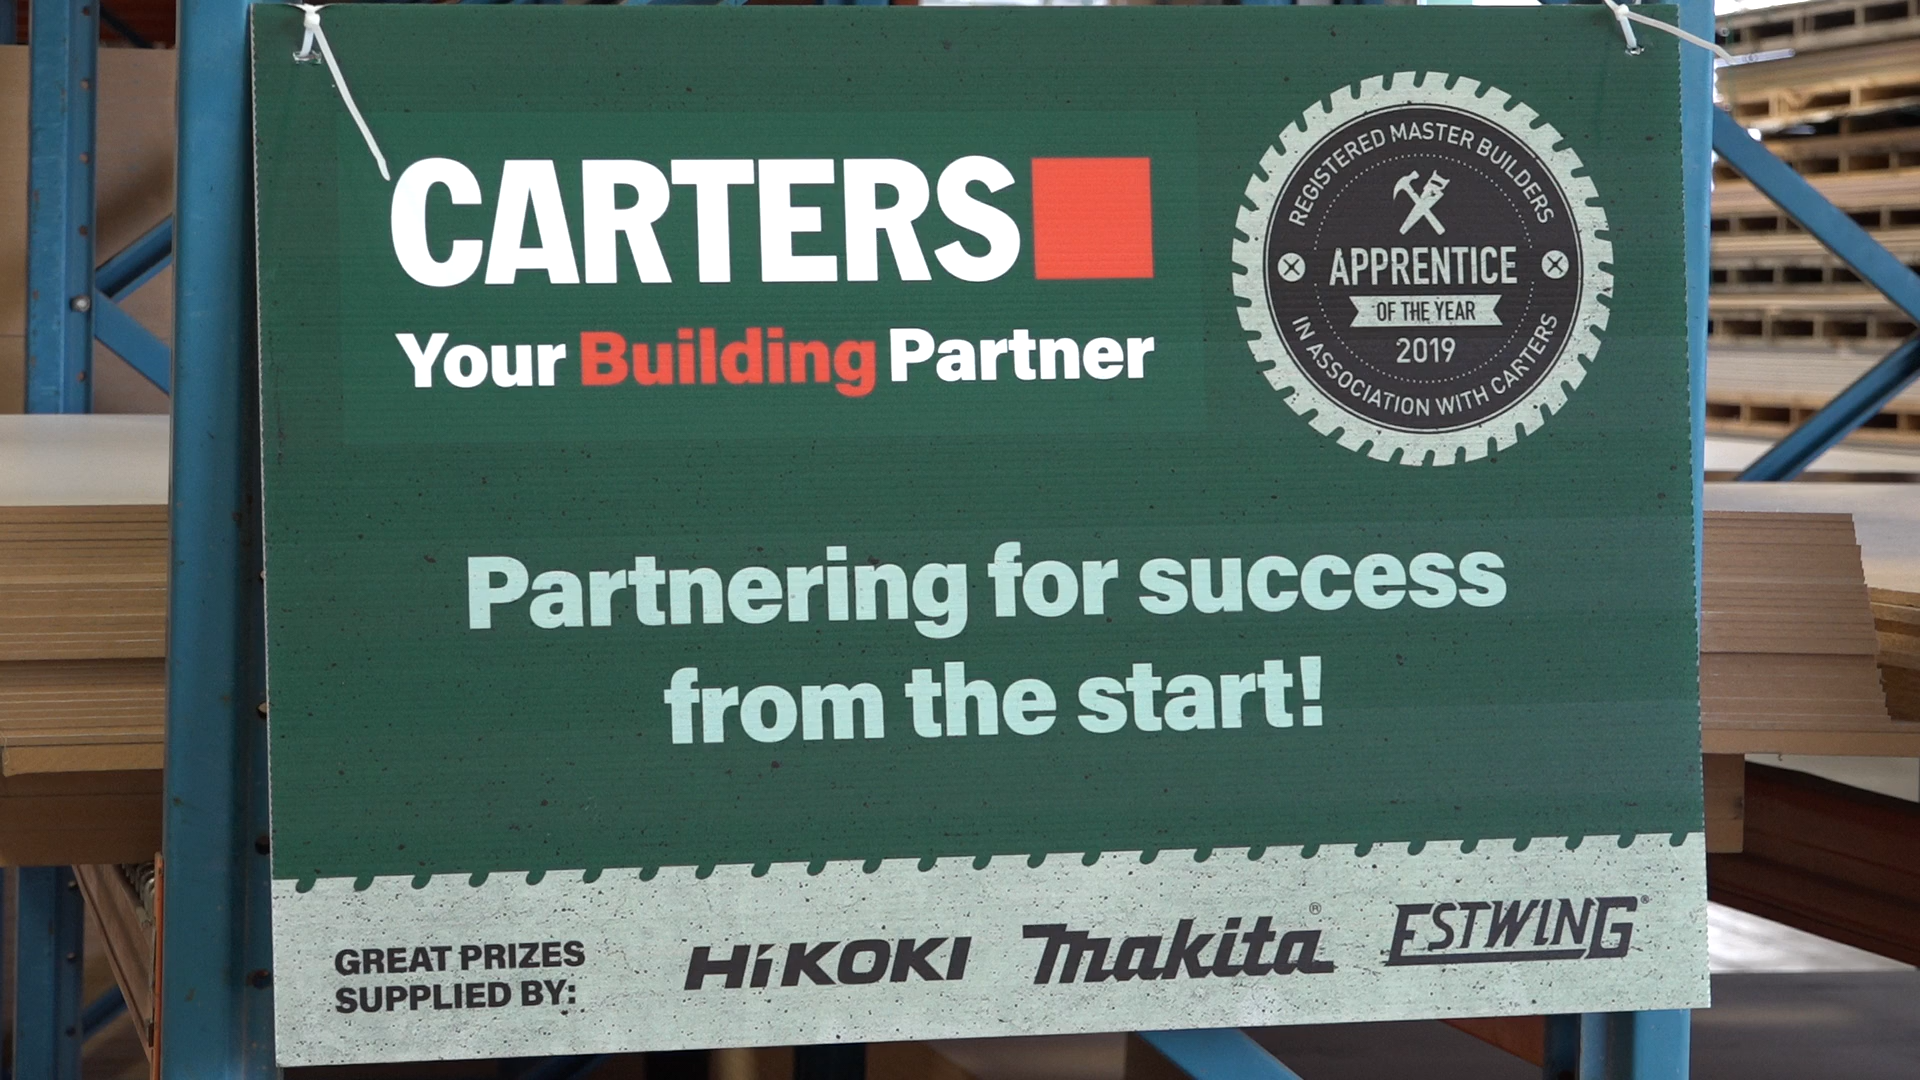 CARTERS
Your Building Partner
REGISTERED MASTER BUILDERS
APPRENTICE
OF THE YEAR
2019
IN ASSOCIATION WITH CARTERS
Partnering for success
from the start!
GREAT PRIZES
SUPPLIED BY:
HiKOKI
makita®
ESTWING®